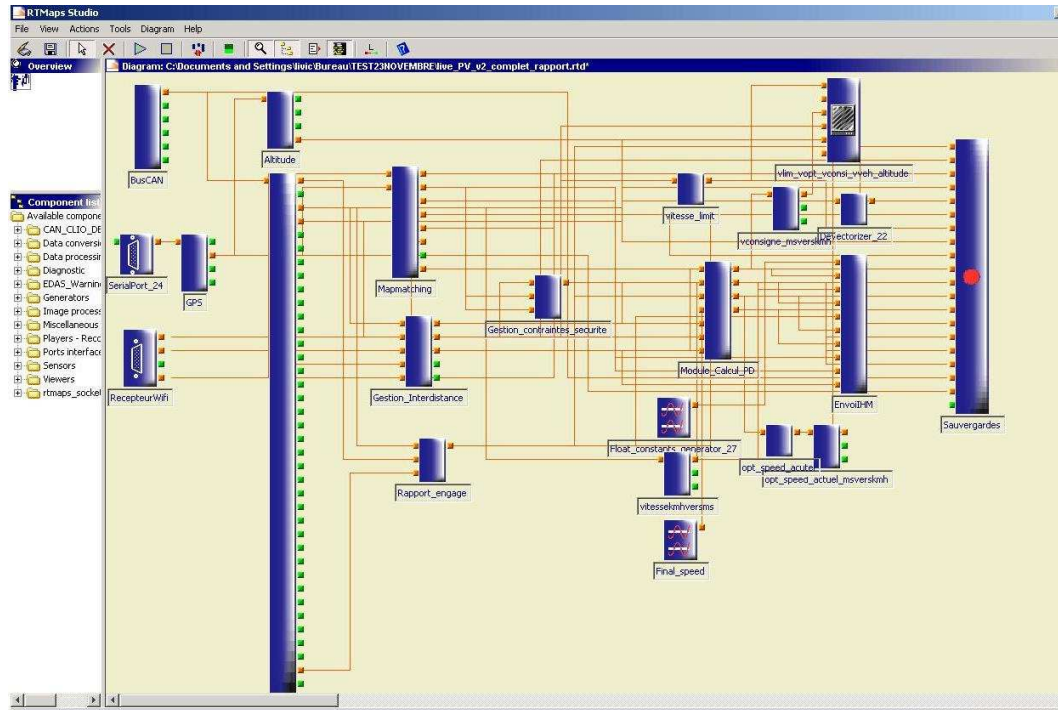 RTMaps Studio
File View Actions Tools Diagram Help
Overview
Diagram: C:\Documents and Settings\livic\Bureau\TEST23NOVEMBRE\live_PV_v2_complet_rapport.rtd*
BusCAN
Altitude
vlim_vopt_vconsi_vveh_altitude
Component list
Available compone
CAN_CLIO_DE
Data conversi
Data processin
Diagnostic
EDAS_Warnin
Generators
Image process
Miscellaneous
Players - Reco
Ports interface
Sensors
Viewers
rtmaps_socket
SerialPort_24
GPS
Mapmatching
vitesse_limit
vconsigne_msverskmh
Devectorizer_22
Gestion_contraintes_securite
Module_Calcul_PD
RecepteurWifi
Gestion_Interdistance
EnvoiIHM
Sauvergardes
Float_constants_generator_27
opt_speed_acutel
opt_speed_actuel_msverskmh
Rapport_engage
vitessekmhversms
Final_speed